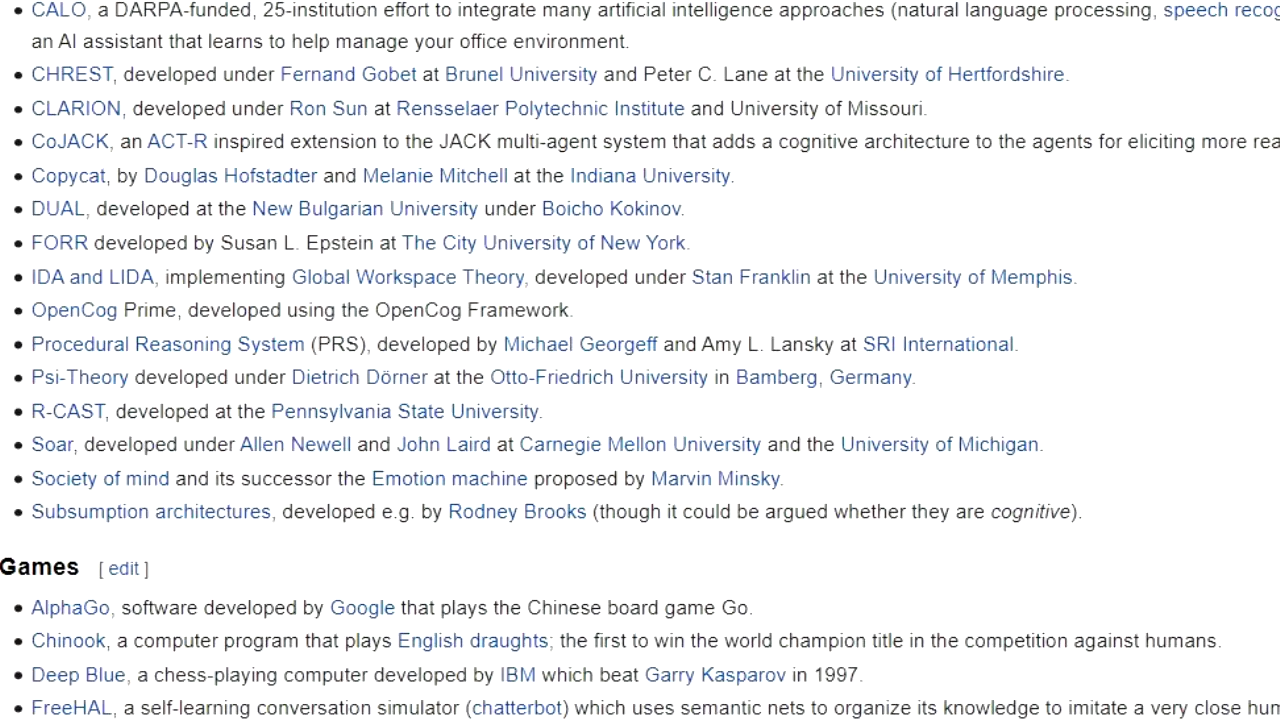 • CALO, a DARPA-funded, 25-institution effort to integrate many artificial intelligence approaches (natural language processing, speech
an AI assistant that learns to help manage your office environment.
• CHREST, developed under Fernand Gobet at Brunel University and Peter C. Lane at the University of Hertfordshire.
• CLARION, developed under Ron Sun at Rensselaer Polytechnic Institute and University of Missouri.
• CoJACK, an ACT-R inspired extension to the JACK multi-agent system that adds a cognitive architecture to the agents for eliciting more
• Copycat, by Douglas Hofstadter and Melanie Mitchell at the Indiana University.
• DUAL, developed at the New Bulgarian University under Boicho Kokinov.
• FORR developed by Susan L. Epstein at The City University of New York.
• IDA and LIDA, implementing Global Workspace Theory, developed under Stan Franklin at the University of Memphis.
• OpenCog Prime, developed using the OpenCog Framework.
• Procedural Reasoning System (PRS), developed by Michael Georgeff and Amy L. Lansky at SRI International.
• Psi-Theory developed under Dietrich Dörner at the Otto-Friedrich University in Bamberg, Germany.
• R-CAST, developed at the Pennsylvania State University.
• Soar, developed under Allen Newell and John Laird at Carnegie Mellon University and the University of Michigan.
• Society of mind and its successor the Emotion machine proposed by Marvin Minsky.
• Subsumption architectures, developed e.g. by Rodney Brooks (though it could be argued whether they are cognitive).
Games [ edit ]
• AlphaGo, software developed by Google that plays the Chinese board game Go.
• Chinook, a computer program that plays English draughts; the first to win the world champion title in the competition against humans.
• Deep Blue, a chess-playing computer developed by IBM which beat Garry Kasparov in 1997.
• FreeHAL, a self-learning conversation simulator (chatterbot) which uses semantic nets to organize its knowledge to imitate a very close